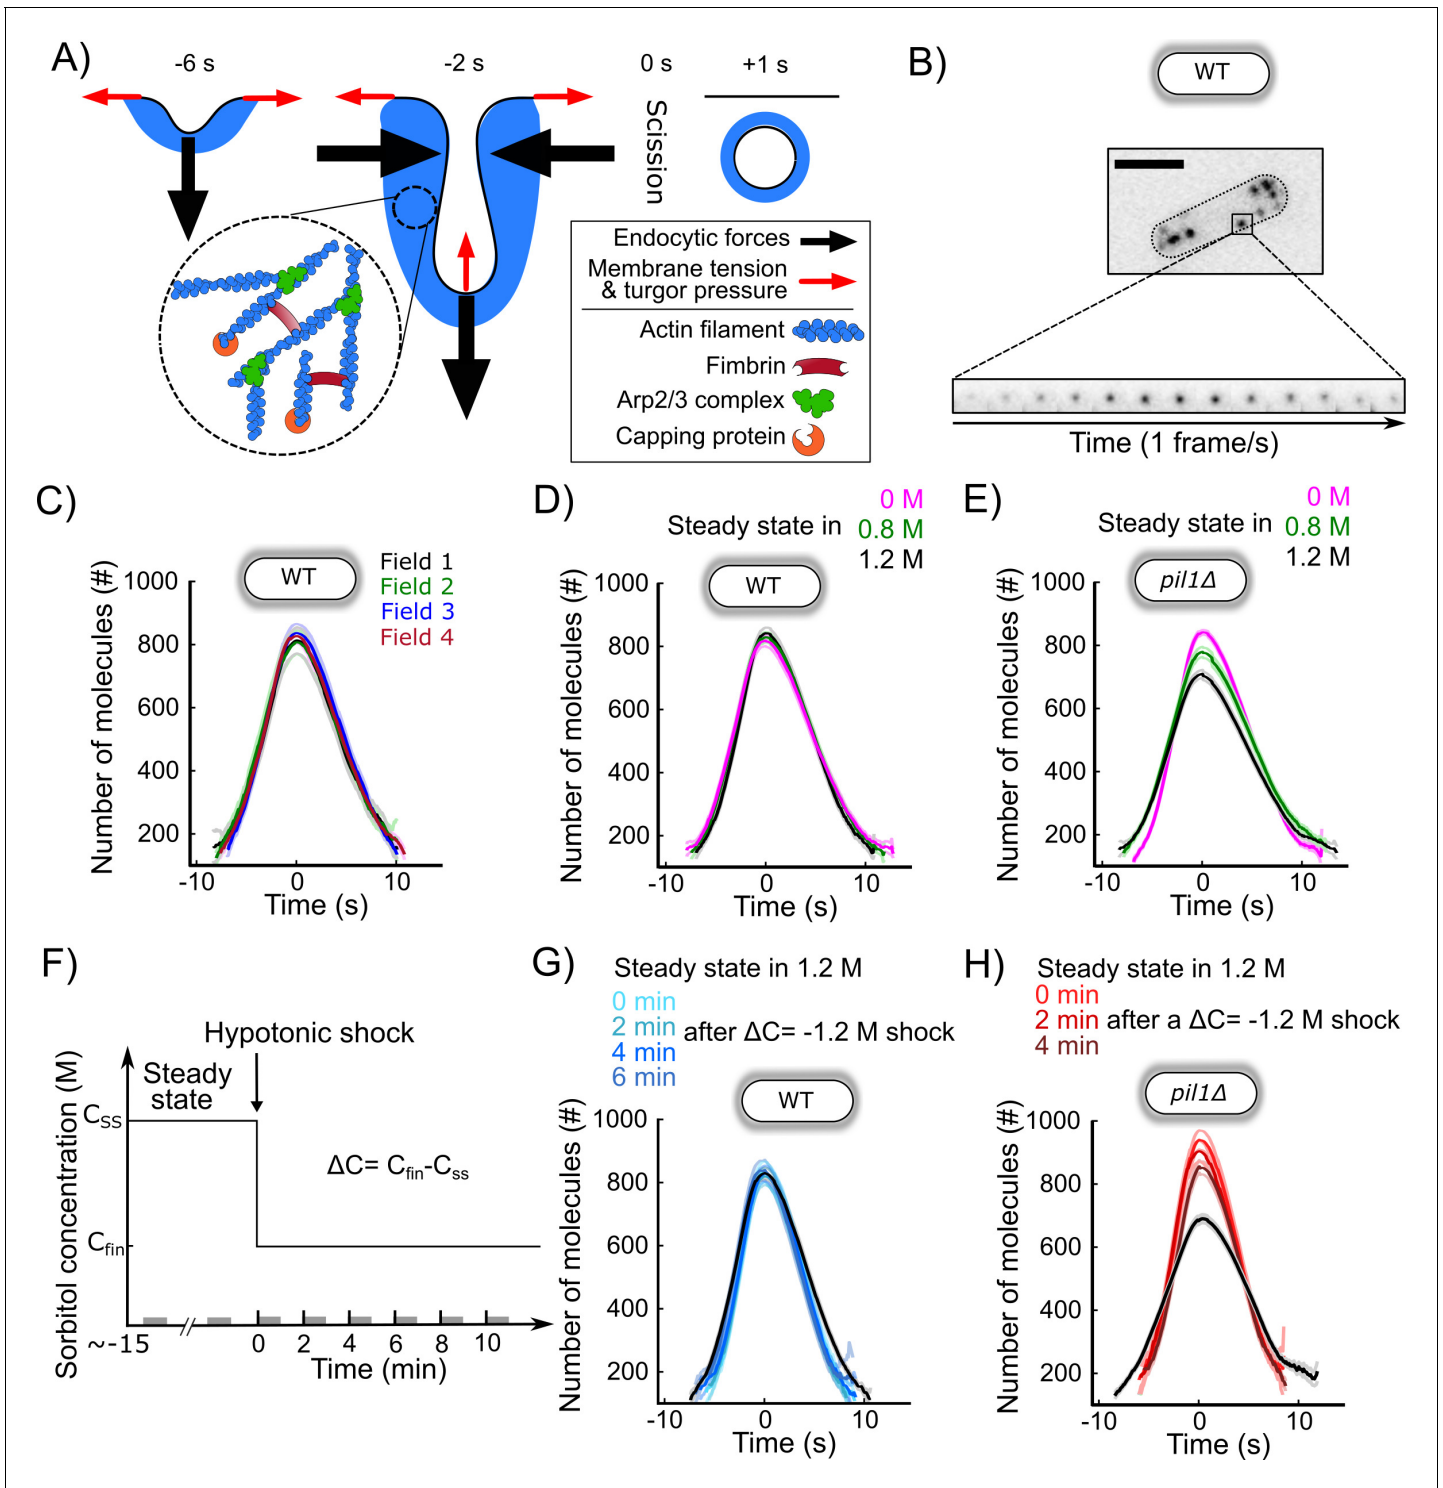 A)
-6 s
-2 s
0 s
+1 s
Scission
Endocytic forces
Membrane tension
& turgor pressure
Actin filament
Fimbrin
Arp2/3 complex
Capping protein
B)
WT
Time (1 frame/s)
C)
WT
Field 1
Field 2
Field 3
Field 4
Number of molecules (#)
1000
800
600
400
200
-10
0
10
Time (s)
D)
Steady state in
0 M
0.8 M
1.2 M
WT
Number of molecules (#)
1000
800
600
400
200
-10
0
10
Time (s)
E)
Steady state in
0 M
0.8 M
1.2 M
pil1Δ
Number of molecules (#)
1000
800
600
400
200
-10
0
10
Time (s)
F)
Hypotonic shock
Steady
state
Sorbitol concentration (M)
CSS
Cfin
ΔC= Cfin-Css
~-15
0
2
4
6
8
10
Time (min)
G)
Steady state in 1.2 M
0 min
2 min
4 min
6 min
after ΔC= -1.2 M shock
WT
Number of molecules (#)
1000
800
600
400
200
-10
0
10
Time (s)
H)
Steady state in 1.2 M
0 min
2 min
4 min
after a ΔC= -1.2 M shock
pil1Δ
Number of molecules (#)
1000
800
600
400
200
-10
0
10
Time (s)